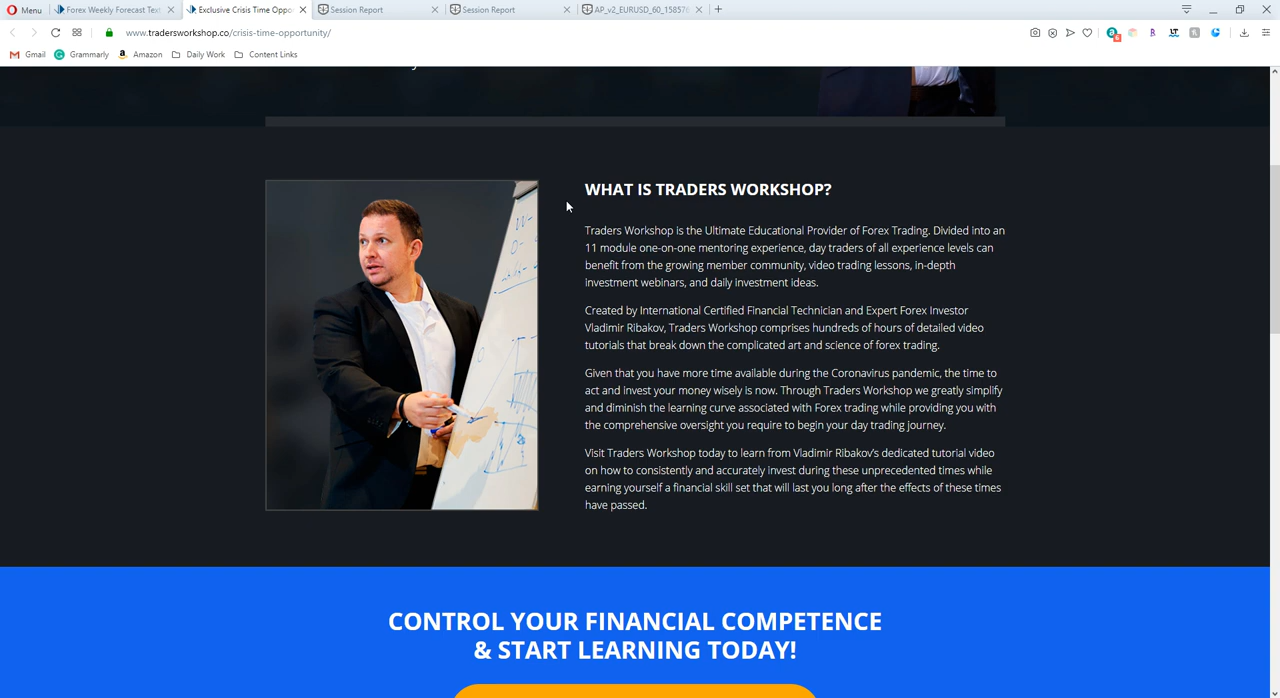 Menu
Forex Weekly Forecast Text
Exclusive Crisis Time Oppo
Session Report
Session Report
AP_v2_EURUSD_60_15857
www.tradersworkshop.co/crisis-time-opportunity/
Gmail
Grammarly
Amazon
Daily Work
Content Links
WHAT IS TRADERS WORKSHOP?
Traders Workshop is the Ultimate Educational Provider of Forex Trading. Divided into an
11 module one-on-one mentoring experience, day traders of all experience levels can
benefit from the growing member community, video trading lessons, in-depth
investment webinars, and daily investment ideas.
Created by International Certified Financial Technician and Expert Forex Investor
Vladimir Ribakov, Traders Workshop comprises hundreds of hours of detailed video
tutorials that break down the complicated art and science of forex trading.
Given that you have more time available during the Coronavirus pandemic, the time to
act and invest your money wisely is now. Through Traders Workshop we greatly simplify
and diminish the learning curve associated with Forex trading while providing you with
the comprehensive oversight you require to begin your day trading journey.
Visit Traders Workshop today to learn from Vladimir Ribakov's dedicated tutorial video
on how to consistently and accurately invest during these unprecedented times while
earning yourself a financial skill set that will last you long after the effects of these times
have passed.
CONTROL YOUR FINANCIAL COMPETENCE
& START LEARNING TODAY!